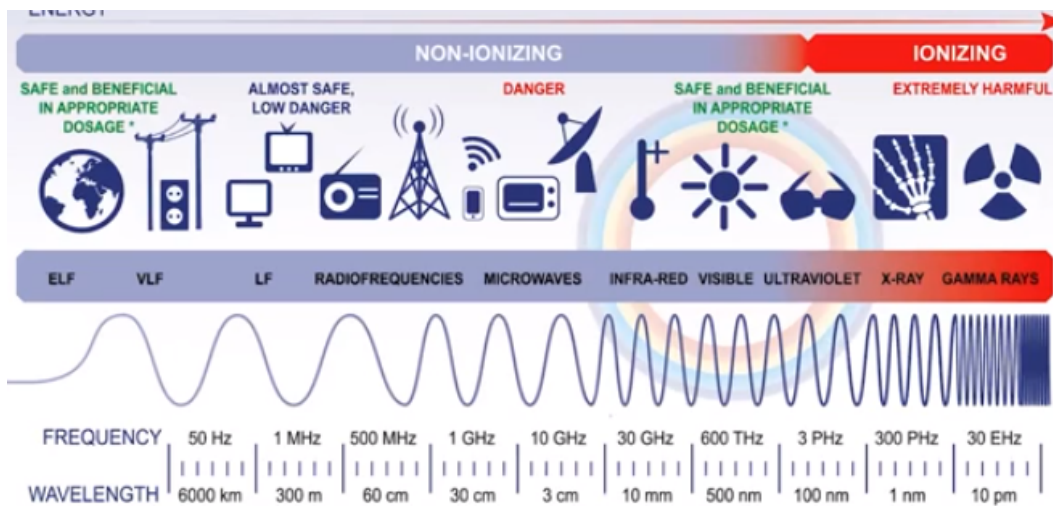 ENERGY
NON-IONIZING
IONIZING
SAFE and BENEFICIAL
IN APPROPRIATE
DOSAGE *
ALMOST SAFE,
LOW DANGER
DANGER
SAFE and BENEFICIAL
IN APPROPRIATE
DOSAGE *
EXTREMELY HARMFUL
ELF VLF LF RADIOFREQUENCIES MICROWAVES INFRA-RED VISIBLE ULTRAVIOLET X-RAY GAMMA RAYS
FREQUENCY 50 Hz 1 MHz 500 MHz 1 GHz 10 GHz 30 GHz 600 THz 3 PHz 300 PHz 30 EHz
WAVELENGTH 6000 km 300 m 60 cm 30 cm 3 cm 10 mm 500 nm 100 nm 1 nm 10 pm